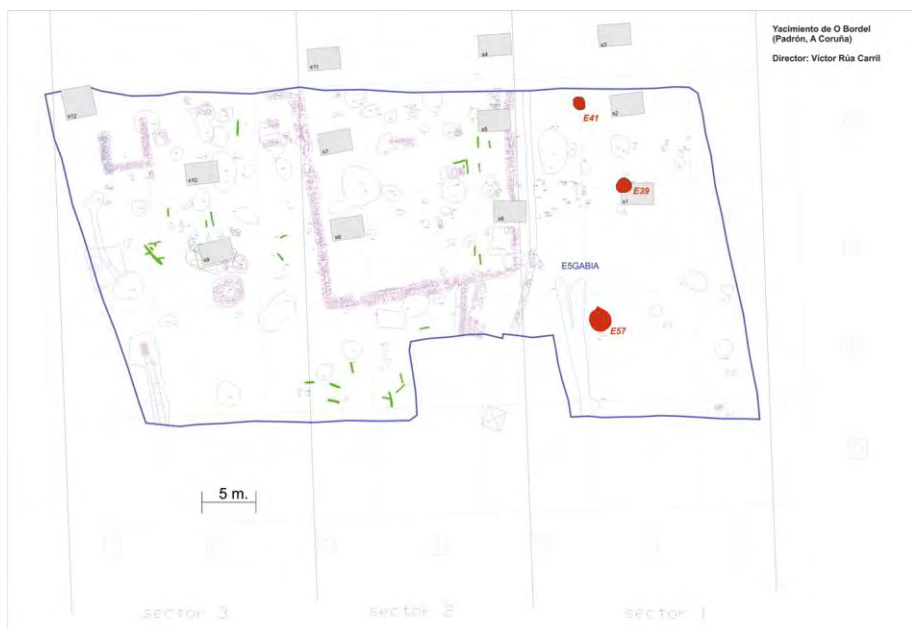 Yacimiento de O Bordel
(Padrón, A Coruña)
Director: Víctor Rúa Carril
s3
s4
s11
s12
s2
E41
s5
s7
s10
E39
s1
s6
s8
s9
E5GABIA
E57
5 m.
sector 3
sector 2
sector 1